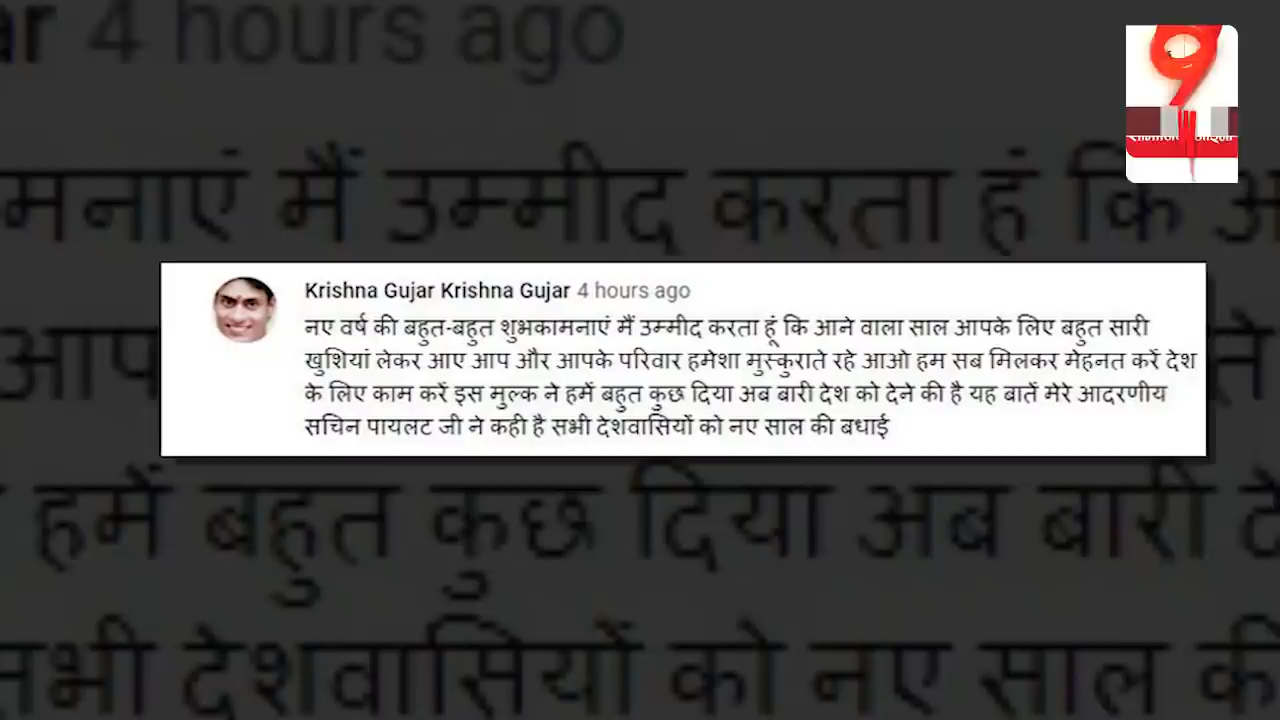 ar 4 hours ago
मनाएं मैं उम्मीद करता हूं कि
Krishna Gujar Krishna Gujar 4 hours ago
नए वर्ष की बहुत-बहुत शुभकामनाएं मैं उम्मीद करता हूं कि आने वाला साल आपके लिए बहुत सारी
खुशियां लेकर आए आप और आपके परिवार हमेशा मुस्कुराते रहे आओ हम सब मिलकर मेहनत करें देश
के लिए काम करें इस मुल्क ने हमें बहुत कुछ दिया अब बारी देश को देने की है यह बातें मेरे आदरणीय
सचिन पायलट जी ने कही है सभी देशवासियों को नए साल की बधाई
आप
हमें बहुत कुछ दिया अब बारी
सभी देशवासियों को नए साल की